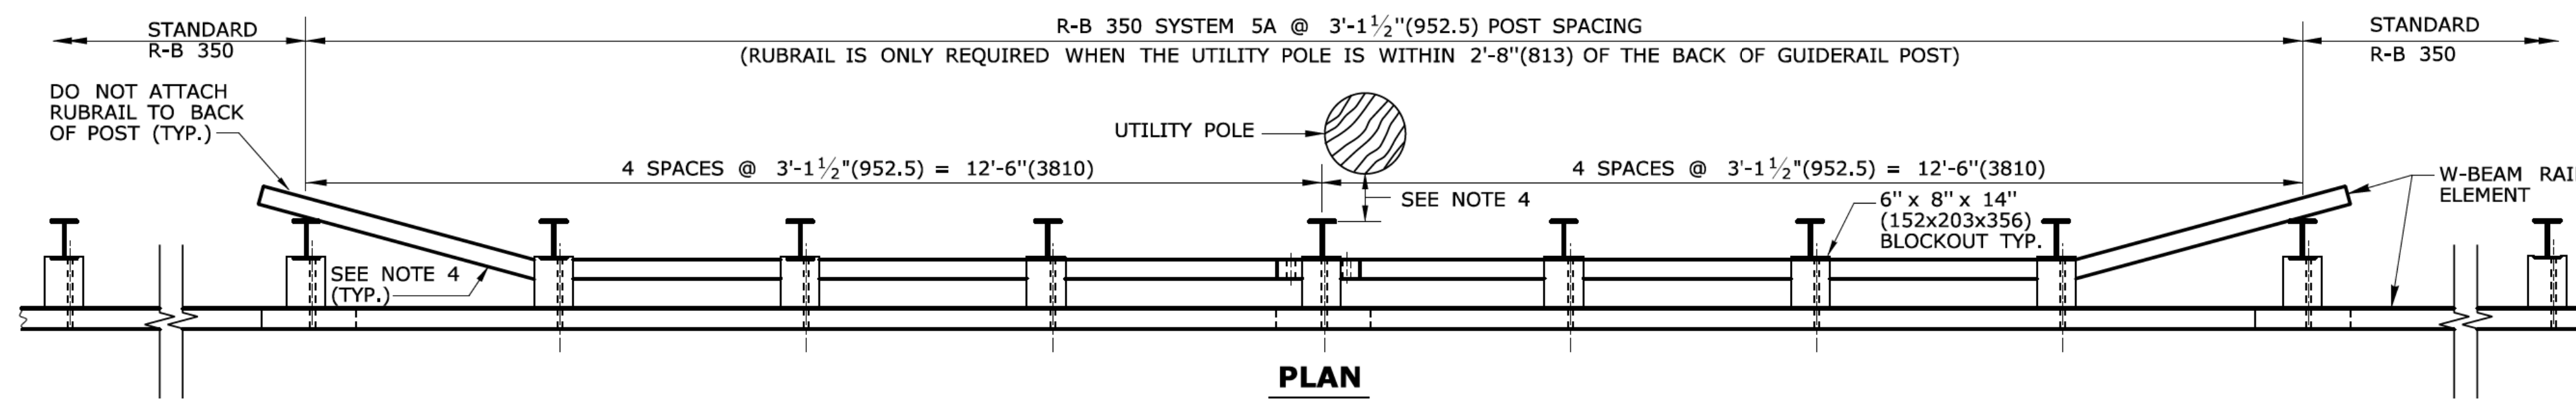 STANDARD
R-B 350
R-B 350 SYSTEM 5A @ 3'-1½"(952.5) POST SPACING
(RUBRAIL IS ONLY REQUIRED WHEN THE UTILITY POLE IS WITHIN 2'-8"(813) OF THE BACK OF GUIDERAIL POST)
STANDARD
R-B 350
DO NOT ATTACH
RUBRAIL TO BACK
OF POST (TYP.)
UTILITY POLE
4 SPACES @ 3'-1½"(952.5) = 12'-6"(3810)
4 SPACES @ 3'-1½"(952.5) = 12'-6"(3810)
SEE NOTE 4
6" x 8" x 14"
(152x203x356)
BLOCKOUT TYP.
W-BEAM
ELEMENT
SEE NOTE 4
(TYP.)
PLAN